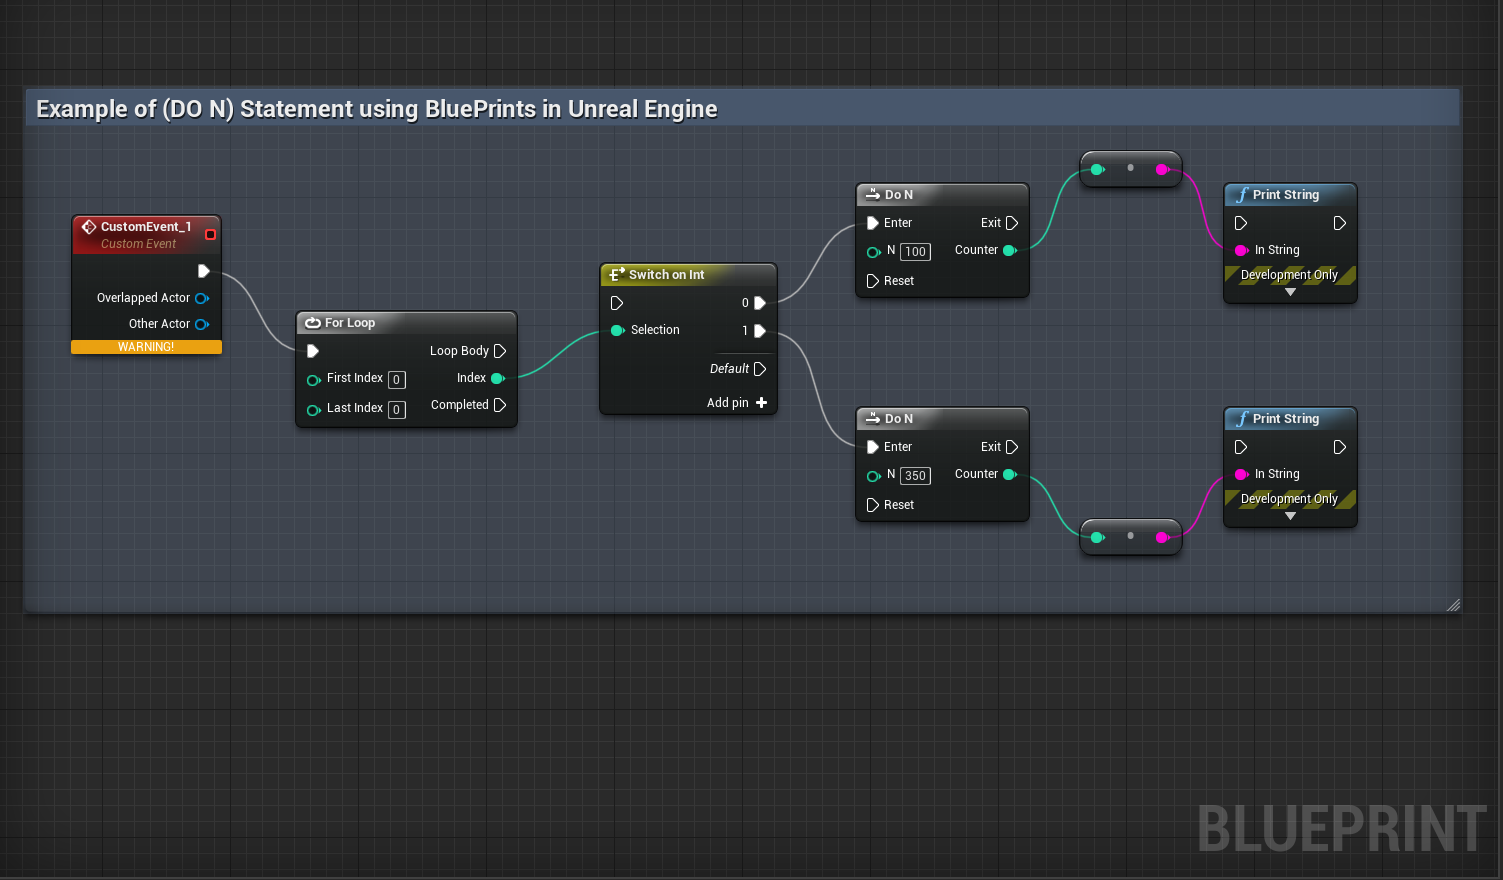 Example of (DO N) Statement using BluePrints in Unreal Engine
CustomEvent_1
Custom Event
Overlapped Actor
Other Actor
WARNING!
For Loop
Loop Body
First Index 0
Index
Last Index 0
Completed
Switch on Int
0
Selection
1
Default
Add pin
N
Do N
Enter
Exit
N 100
Counter
Reset
f Print String
In String
Development Only
N
Do N
Enter
Exit
N 350
Counter
Reset
f Print String
In String
Development Only
BLUEPRINT